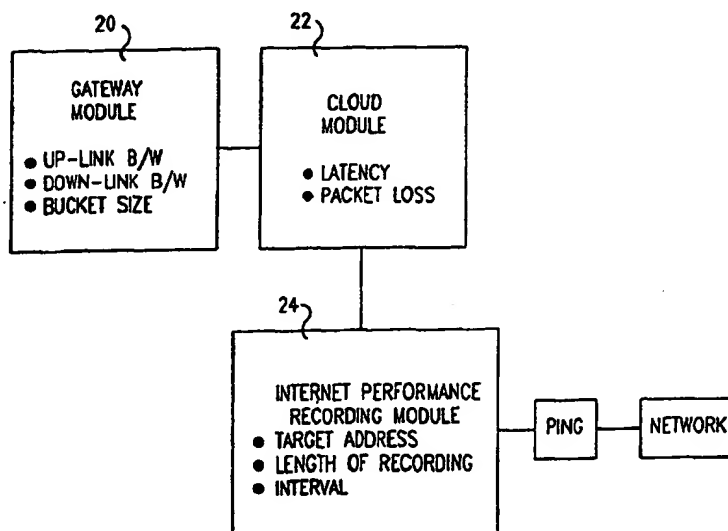 20
GATEWAY
MODULE
● UP-LINK B/W
● DOWN-LINK B/W
● BUCKET SIZE
22
CLOUD
MODULE
● LATENCY
● PACKET LOSS
24
INTERNET PERFORMANCE
RECORDING MODULE
● TARGET ADDRESS
● LENGTH OF RECORDING
● INTERVAL
PING
NETWORK